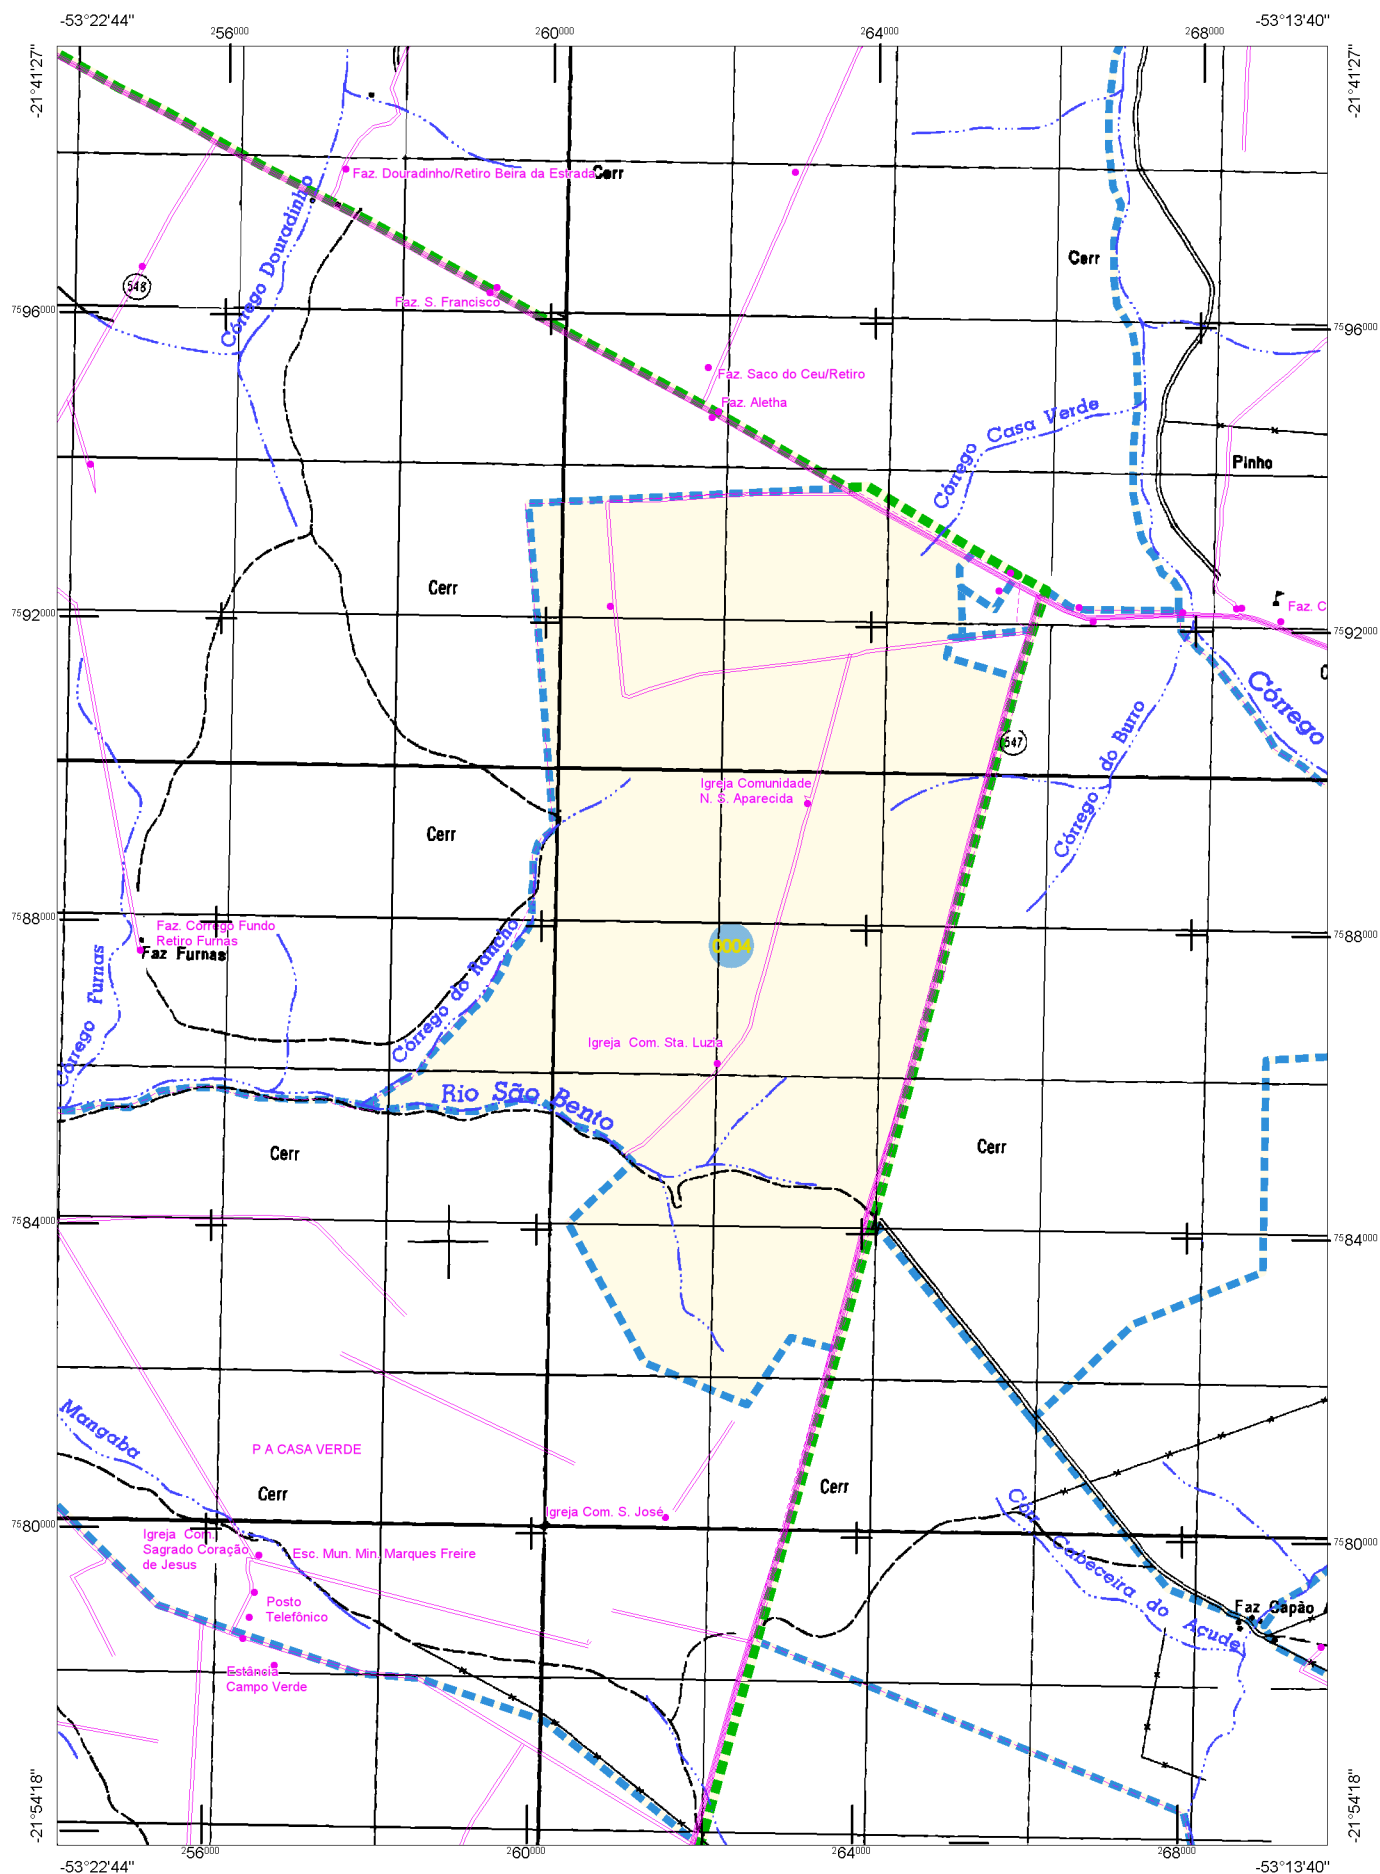 -53°22'44"
256000
260000
264000
268000
-53°13'40"
-21°41'27"
-21°41'27"
Faz. Douradinho/Retiro Beira da Estrada
Cerr
Córrego Douradinho
Cerr
548
Faz. S. Francisco
7596000
7596000
Faz. Saco do Ceu/Retiro
Faz. Aletha
Córrego Casa Verde
Pinho
Cerr
7592000
7592000
Faz. C
Córrego
547
Córrego do Burro
Igreja Comunidade
N. S. Aparecida
Cerr
7588000
7588000
Faz. Corrego Fundo
Retiro Furnas
Faz Furnas
0004
Córrego do Rancho
Córrego Furnas
Igreja Com. Sta. Luzia
Rio São Bento
Cerr
Cerr
7584000
7584000
Mangaba
P A CASA VERDE
Cerr
Cerr
Igreja Com. S. José
7580000
7580000
Igreja Com.
Sagrado Coração
de Jesus
Esc. Mun. Min. Marques Freire
Cór. Cabeceira do Açude
Posto
Telefônico
Faz Capão
Estância
Campo Verde
-21°54'18"
-21°54'18"
256000
260000
264000
268000
-53°22'44"
-53°13'40"